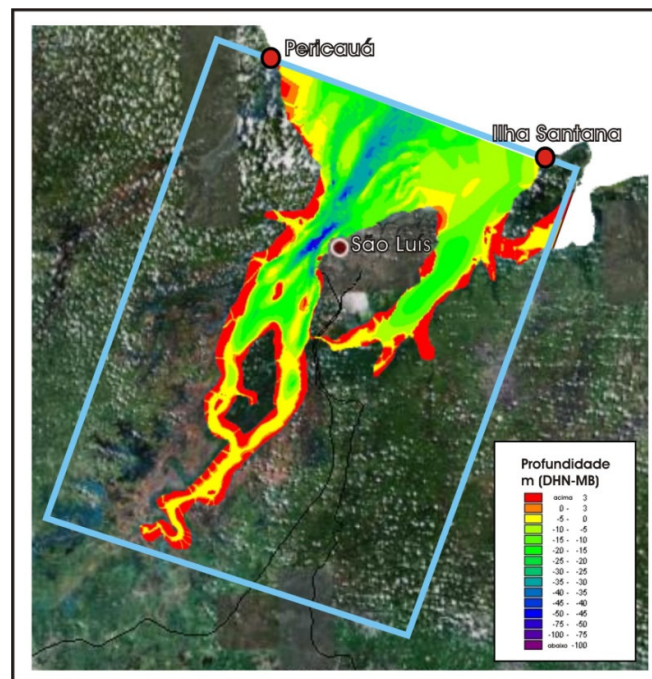 Pericauá
Ilha Santana
São Luís
Profundidade
m (DHN-MB)
acima 3
0 - 3
-5 - 0
-10 - -5
-15 - -10
-20 - -15
-25 - -20
-30 - -25
-35 - -30
-40 - -35
-45 - -40
-50 - -45
-75 - -50
-100 - -75
abaixo -100